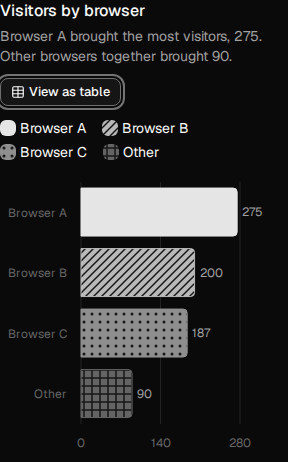 Visitors by browser
Browser A brought the most visitors, 275.
Other browsers together brought 90.
View as table
Browser A Browser B
Browser C Other
Browser A 275
Browser B 200
Browser C 187
Other 90
0 140 280